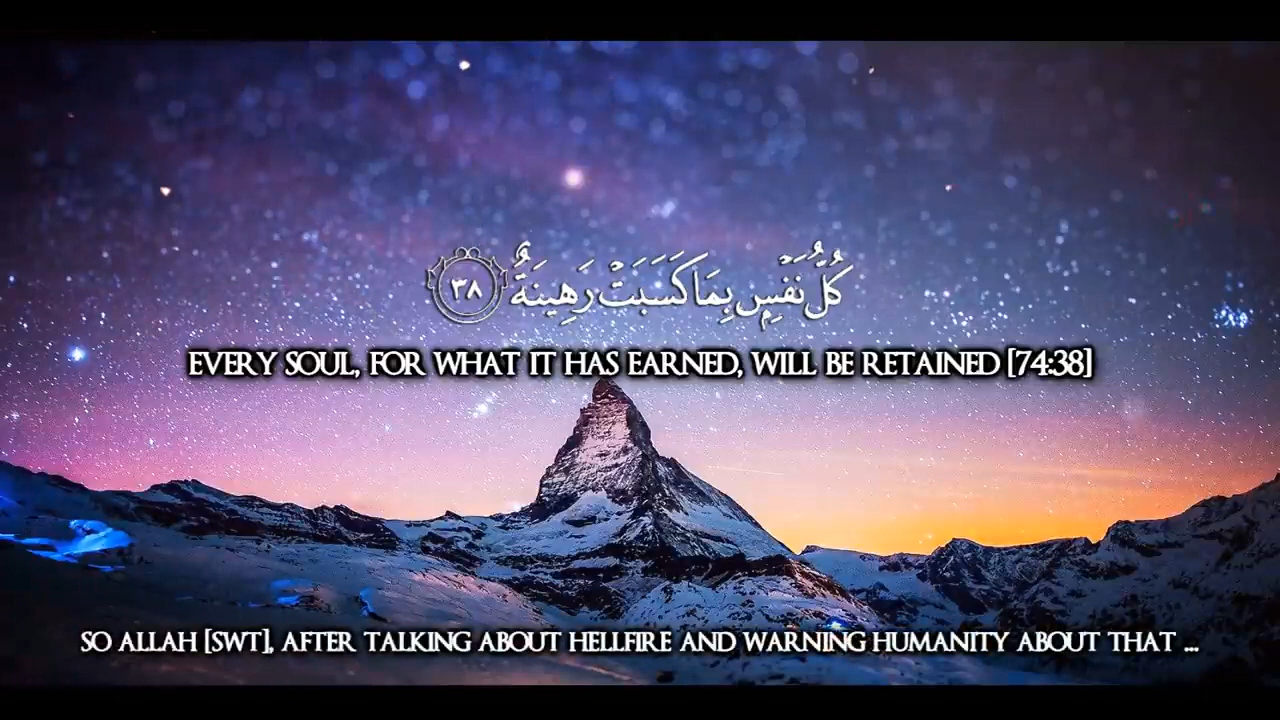 كُلُّ نَفْسٍ بِمَا كَسَبَتْ رَهِينَةٌ ٣٨
EVERY SOUL, FOR WHAT IT HAS EARNED, WILL BE RETAINED [74:38]
SO ALLAH [SWT], AFTER TALKING ABOUT HELLFIRE AND WARNING HUMANITY ABOUT THAT ...